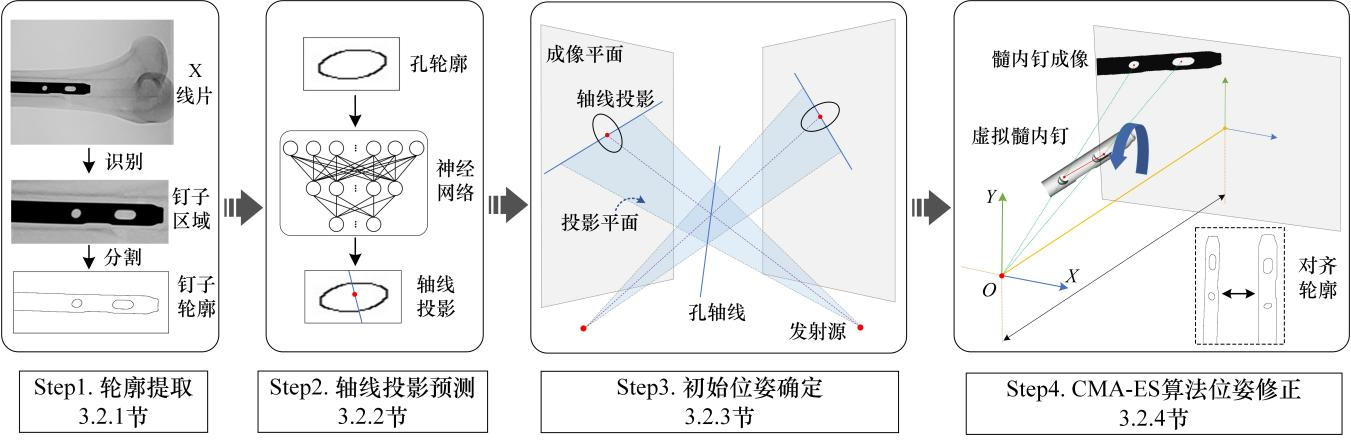 X
线片
识别
钉子
区域
分割
钉子
轮廓
Step1. 轮廓提取
3.2.1节
孔轮廓
神经
网络
轴线
投影
Step2. 轴线投影预测
3.2.2节
成像平面
轴线投影
投影平面
孔轴线
发射源
Step3. 初始位姿确定
3.2.3节
髓内钉成像
虚拟髓内钉
Y
X
O
对齐
轮廓
Step4. CMA-ES算法位姿修正
3.2.4节